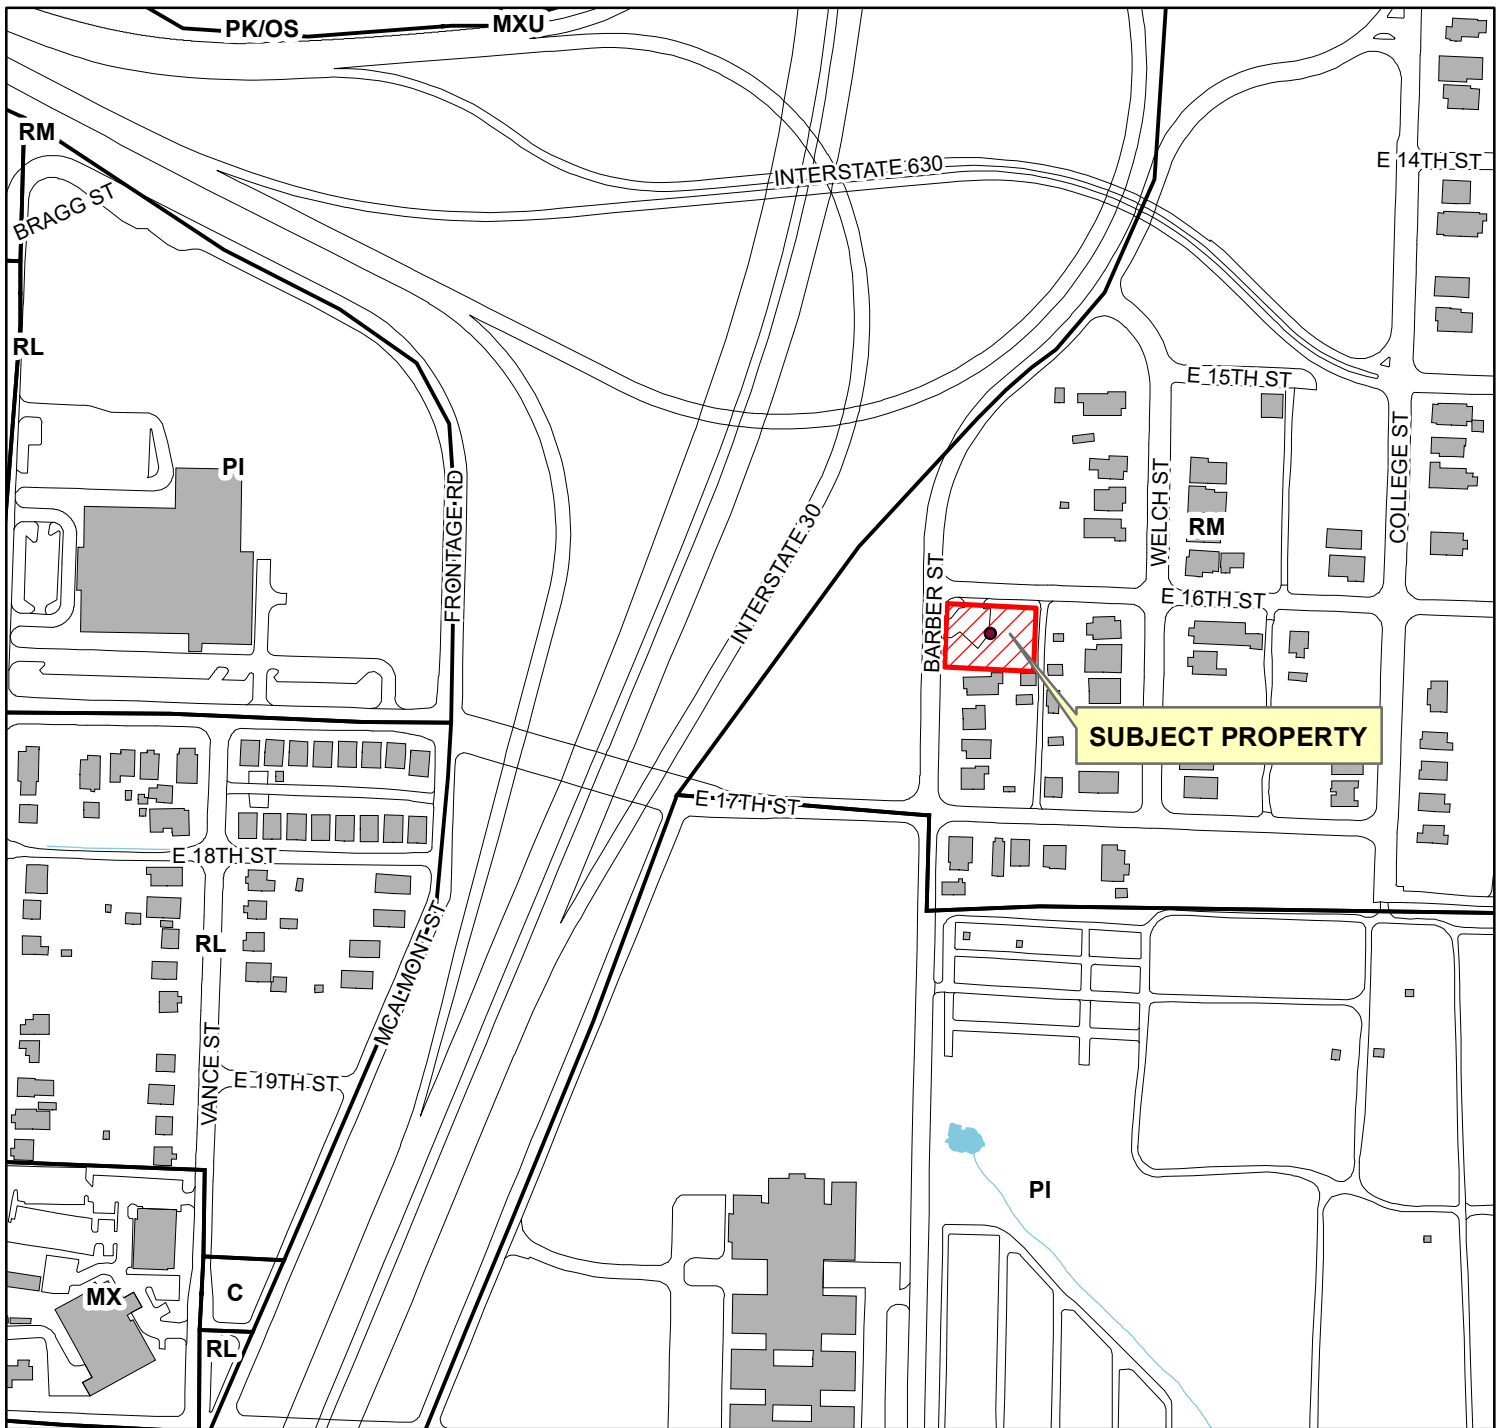 PK/OS
MXU
RM
E 14TH ST
INTERSTATE 630
BRAGG ST
RL
E 15TH ST
COLLEGE ST
PI
FRONTAGE RD
WELCH ST
RM
INTERSTATE 30
BARBER ST
E 16TH ST
SUBJECT PROPERTY
E 17TH ST
E 18TH ST
RL
MCALMONT ST
VANCE ST
E 19TH ST
PI
C
MX
RL